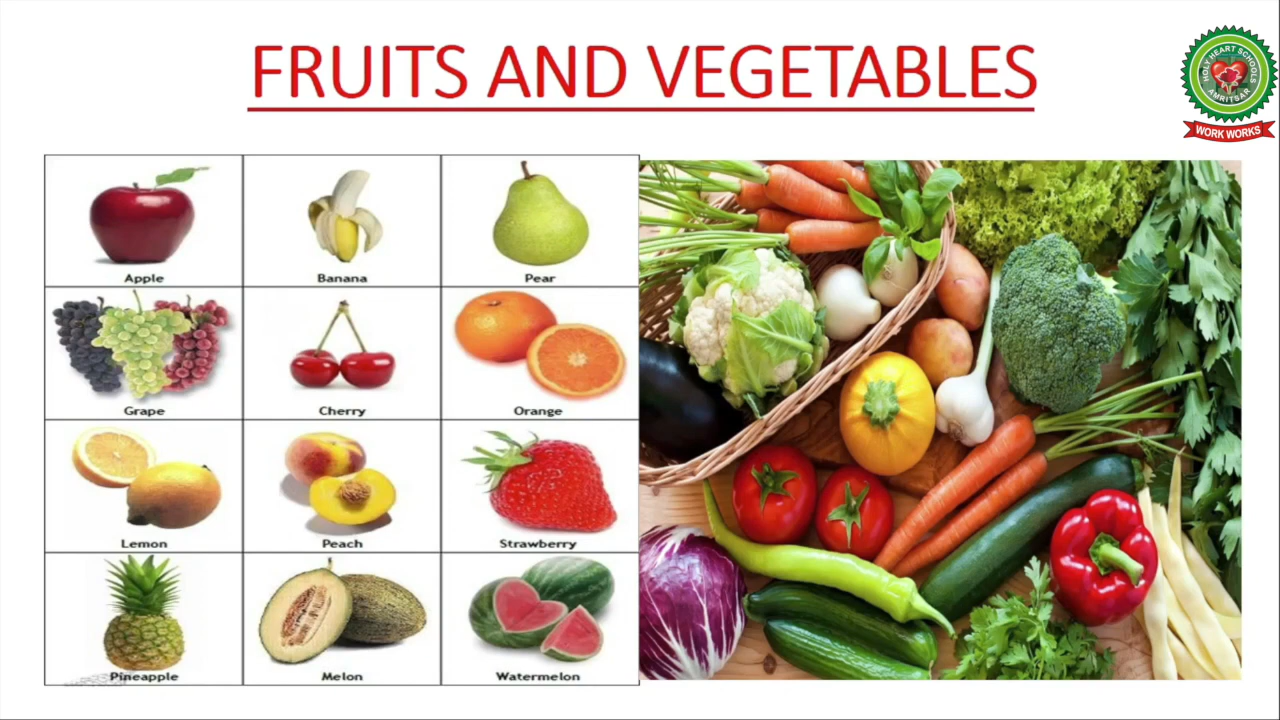 FRUITS AND VEGETABLES
HOLY HEART SCHOOLS
AMRITSAR
WORK WORKS
Apple
Banana
Pear
Grape
Cherry
Orange
Lemon
Peach
Strawberry
Pineapple
Melon
Watermelon